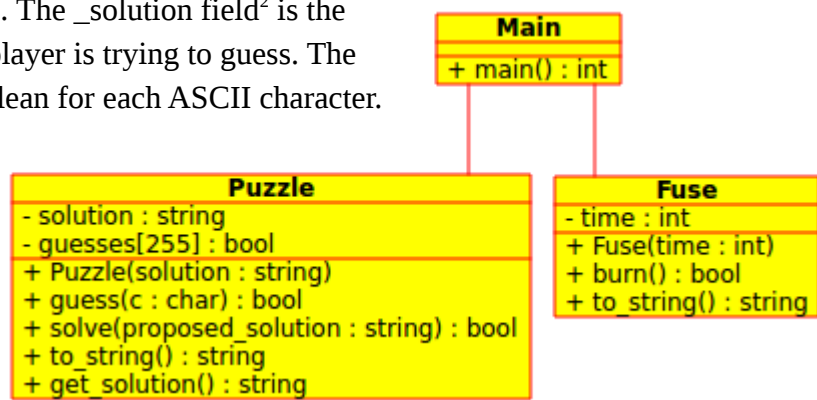 . The _solution field² is the
layer is trying to guess. The
lean for each ASCII character.
Main
+ main() : int
Puzzle
- solution : string
- guesses[255] : bool
+ Puzzle(solution : string)
+ guess(c : char) : bool
+ solve(proposed_solution : string) : bool
+ to_string() : string
+ get_solution() : string
Fuse
- time : int
+ Fuse(time : int)
+ burn() : bool
+ to_string() : string